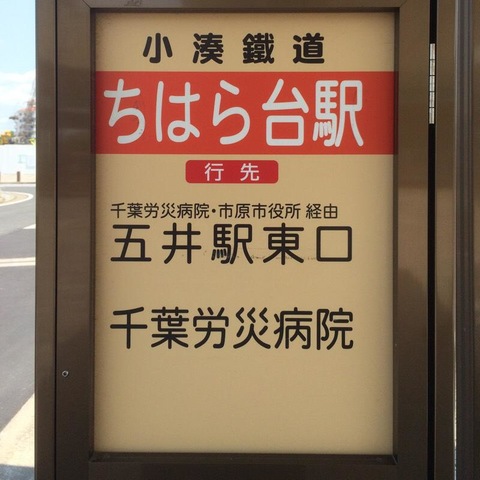 小湊鐵道
ちはら台駅
行先
千葉労災病院・市原市役所 経由
五井駅東口
千葉労災病院